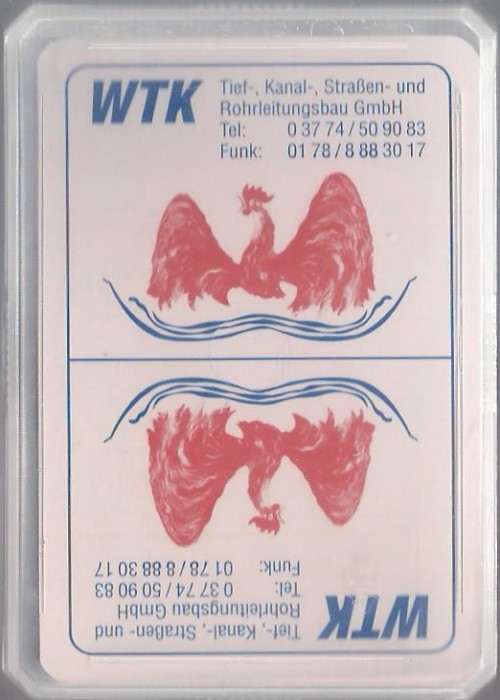 WTK
Tief-, Kanal-, Straßen- und
Rohrleitungsbau GmbH
Tel: 0 37 74 / 50 90 83
Funk: 01 78 / 8 88 30 17
WTK
Tief-, Kanal-, Straßen- und
Rohrleitungsbau GmbH
Tel: 0 37 74 / 50 90 83
Funk: 01 78 / 8 88 30 17